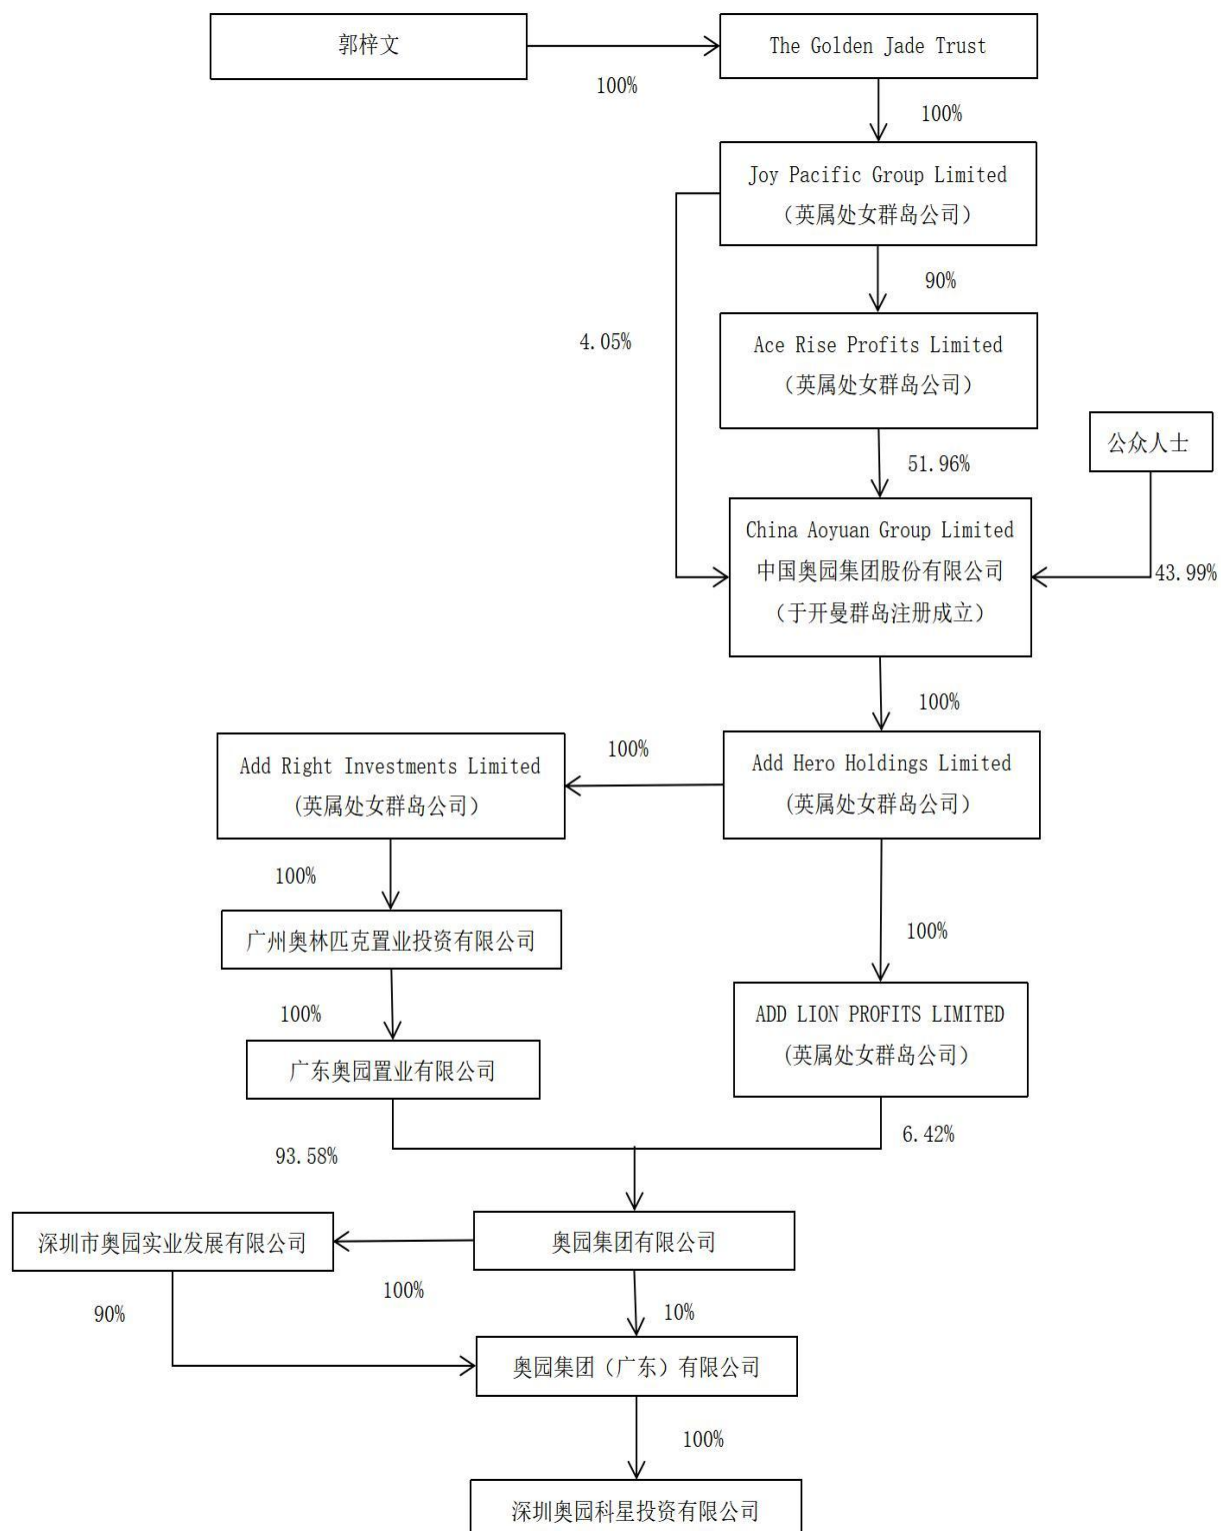 郭梓文
The Golden Jade Trust
100%
100%
Joy Pacific Group Limited
（英属处女群岛公司）
90%
4.05%
Ace Rise Profits Limited
（英属处女群岛公司）
公众人士
51.96%
China Aoyuan Group Limited
中国奥园集团股份有限公司
（于开曼群岛注册成立）
43.99%
100%
Add Right Investments Limited
(英属处女群岛公司）
100%
Add Hero Holdings Limited
(英属处女群岛公司）
100%
广州奥林匹克置业投资有限公司
100%
100%
ADD LION PROFITS LIMITED
(英属处女群岛公司）
广东奥园置业有限公司
93.58%
6.42%
深圳市奥园实业发展有限公司
奥园集团有限公司
100%
90%
10%
奥园集团（广东）有限公司
100%
深圳奥园科星投资有限公司